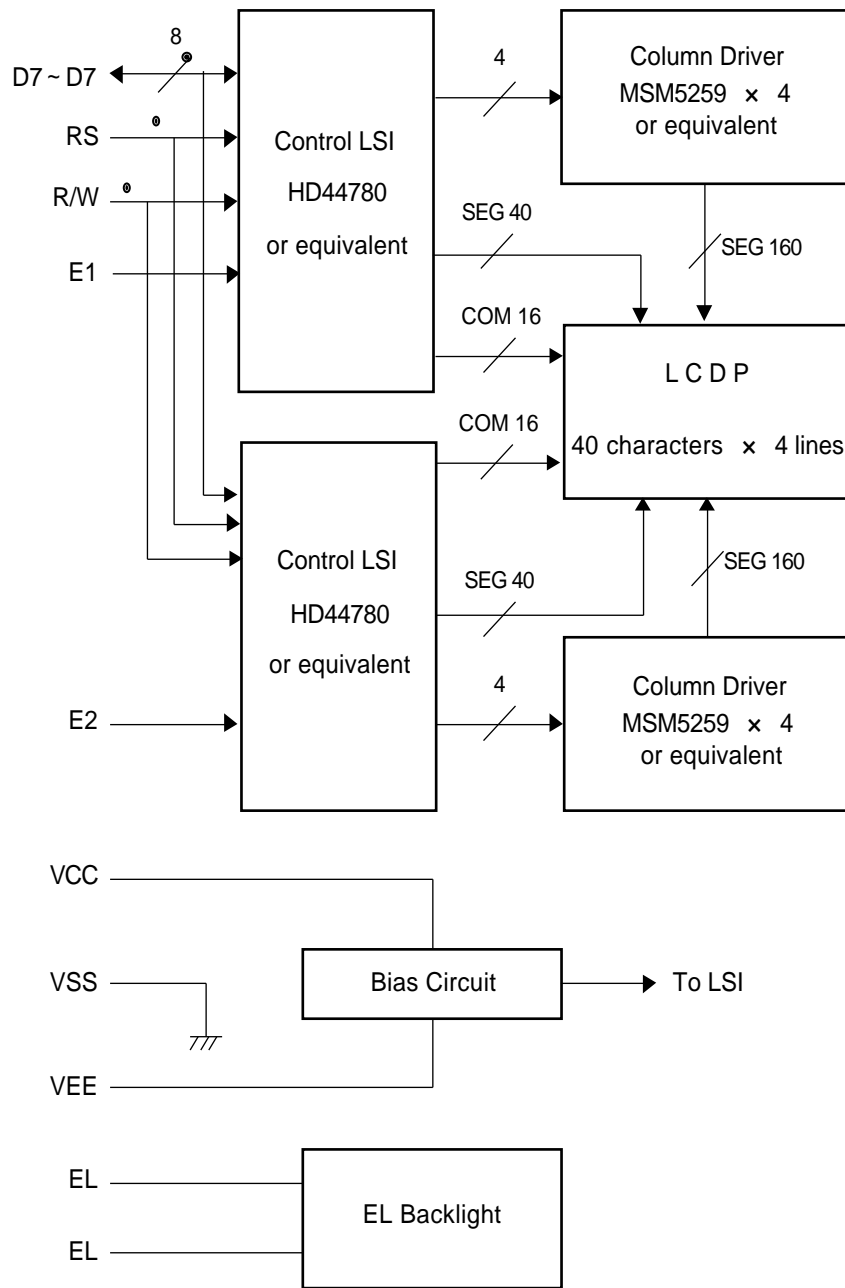 8
D7 ~ D7
RS
R/W
E1
Control LSI
HD44780
or equivalent
4
Column Driver
MSM5259 × 4
or equivalent
SEG 40
SEG 160
COM 16
L C D P
40 characters × 4 lines
COM 16
Control LSI
HD44780
or equivalent
SEG 40
SEG 160
4
Column Driver
MSM5259 × 4
or equivalent
E2
VCC
VSS
Bias Circuit
To LSI
VEE
EL
EL Backlight
EL